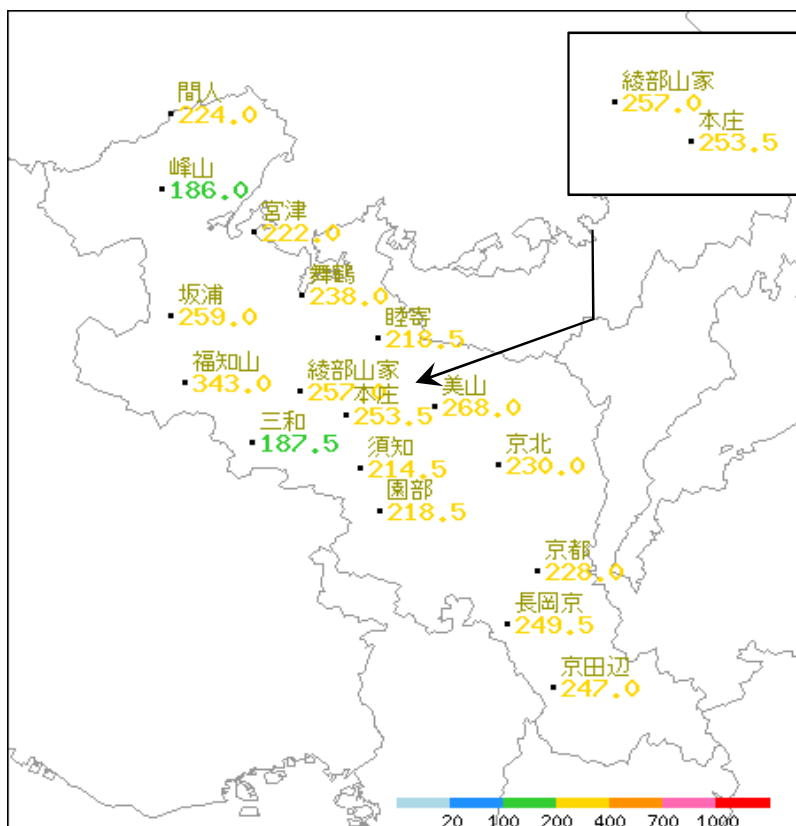 綾部山家
257.0
本庄
253.5
間人
224.0
峰山
186.0
宮津
222.0
舞鶴
238.0
坂浦
259.0
睦寄
218.5
福知山
343.0
綾部山家
257.0
本庄
253.5
美山
268.0
三和
187.5
須知
214.5
京北
230.0
園部
218.5
京都
228.0
長岡京
249.5
京田辺
247.0
20 100 200 400 700 1000